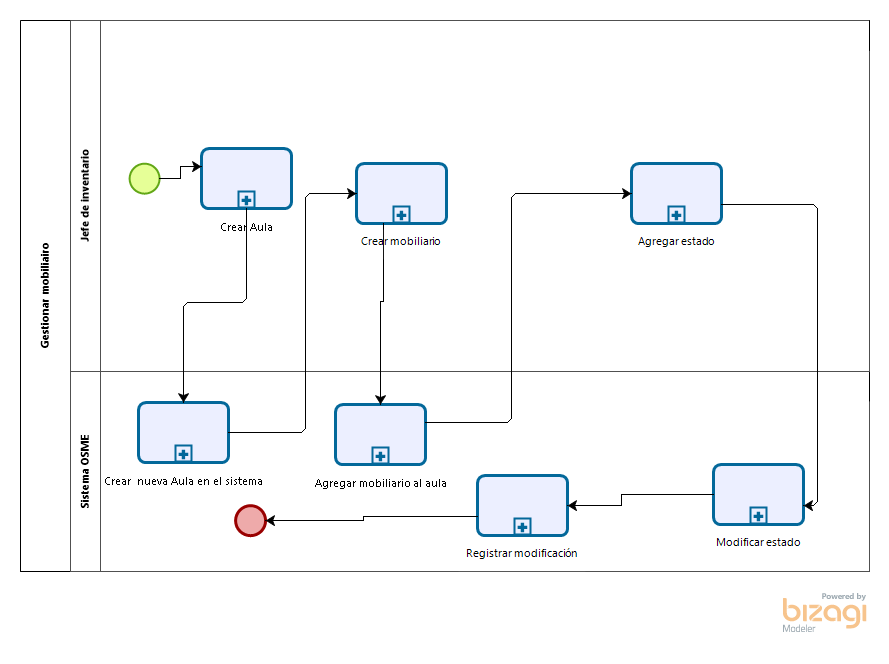 Gestionar mobiliairo
Jefe de inventario
Crear Aula
Crear mobiliario
Agregar estado
Sistema OSME
Crear nueva Aula en el sistema
Agregar mobiliario al aula
Registrar modificación
Modificar estado
Powered by
bizagi
Modeler